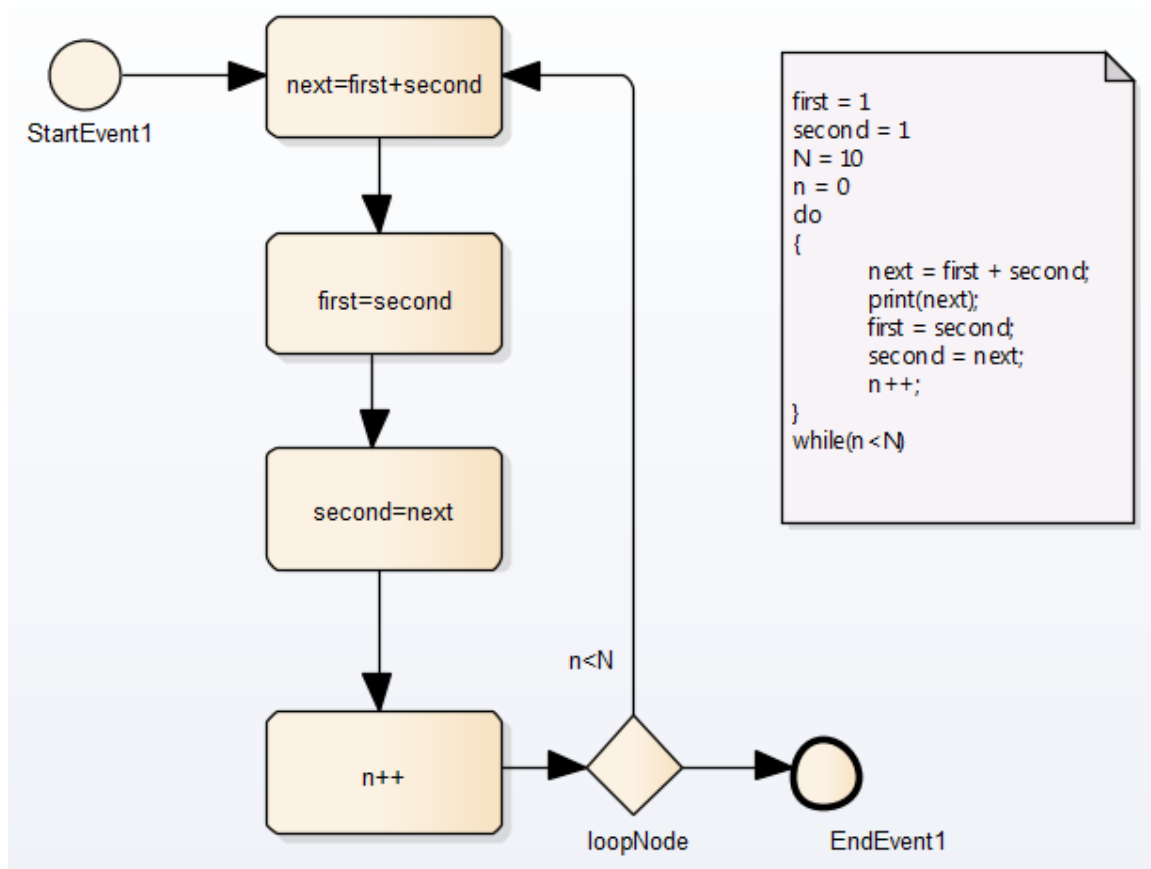 StartEvent1
next=first+second
first=second
second=next
n++
n<N
loopNode
EndEvent1
first = 1
second = 1
N = 10
n = 0
do
{
next = first + second;
print(next);
first = second;
second = next;
n++;
}
while(n<N)